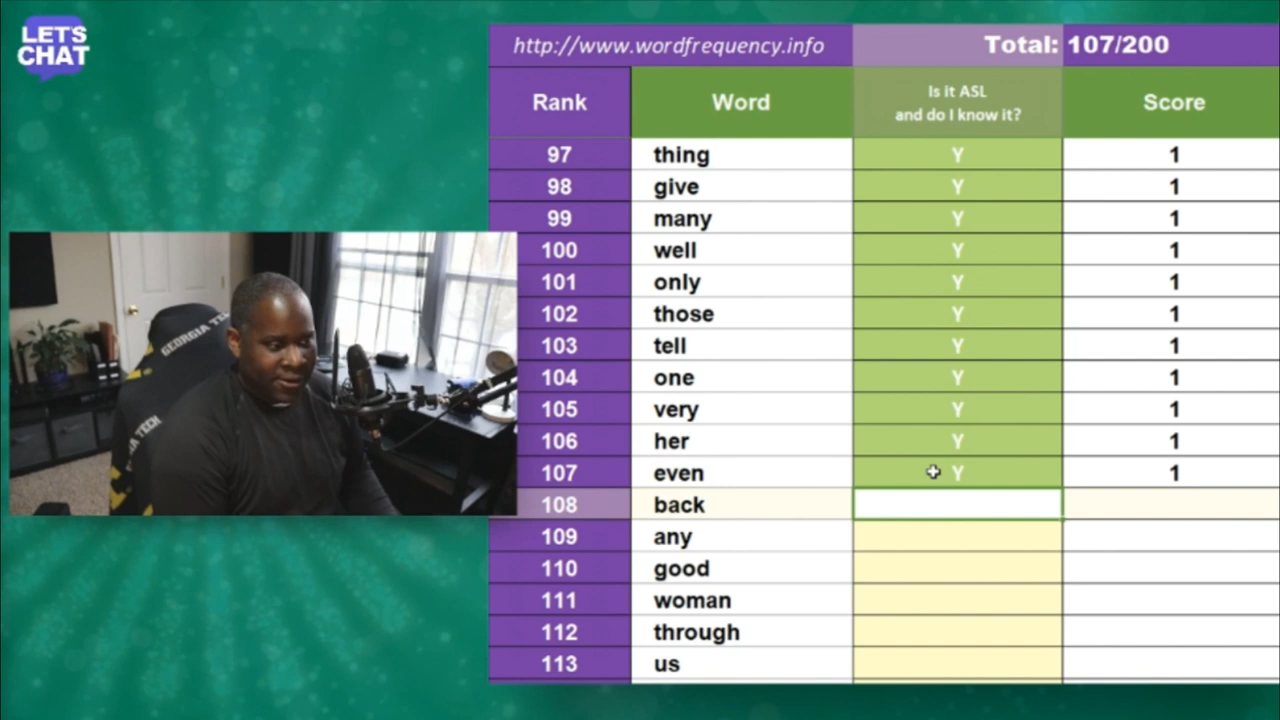 LET'S
CHAT
http://www.wordfrequency.info Total: 107/200
Rank Word Is it ASL and do I know it? Score
97 thing Y 1
98 give Y 1
99 many Y 1
100 well Y 1
101 only Y 1
102 those Y 1
103 tell Y 1
104 one Y 1
105 very Y 1
106 her Y 1
107 even Y 1
108 back
109 any
110 good
111 woman
112 through
113 us
GEORGIA
TECH